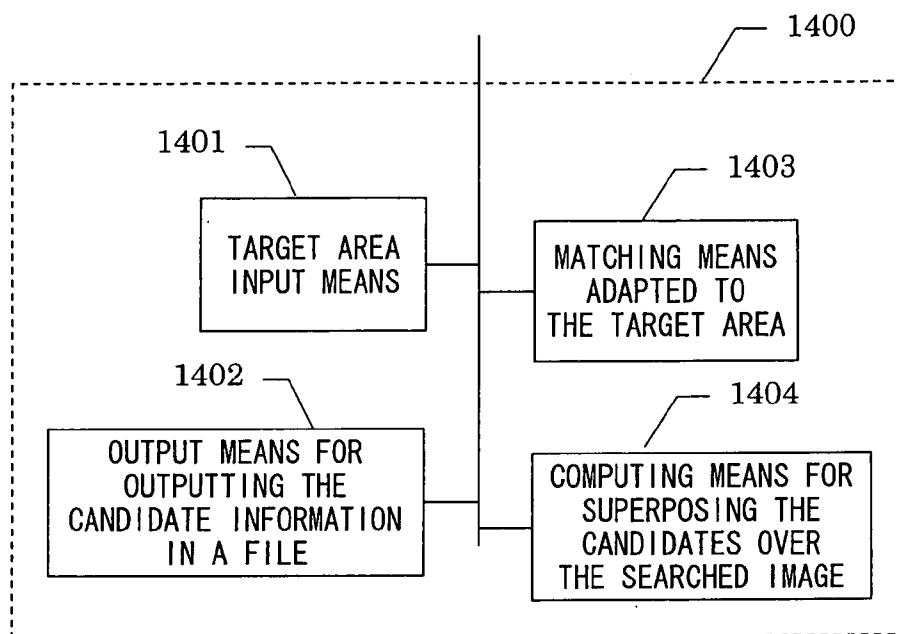 1400
1401
TARGET AREA
INPUT MEANS
1403
MATCHING MEANS
ADAPTED TO
THE TARGET AREA
1402
OUTPUT MEANS FOR
OUTPUTTING THE
CANDIDATE INFORMATION
IN A FILE
1404
COMPUTING MEANS FOR
SUPERPOSING THE
CANDIDATES OVER
THE SEARCHED IMAGE